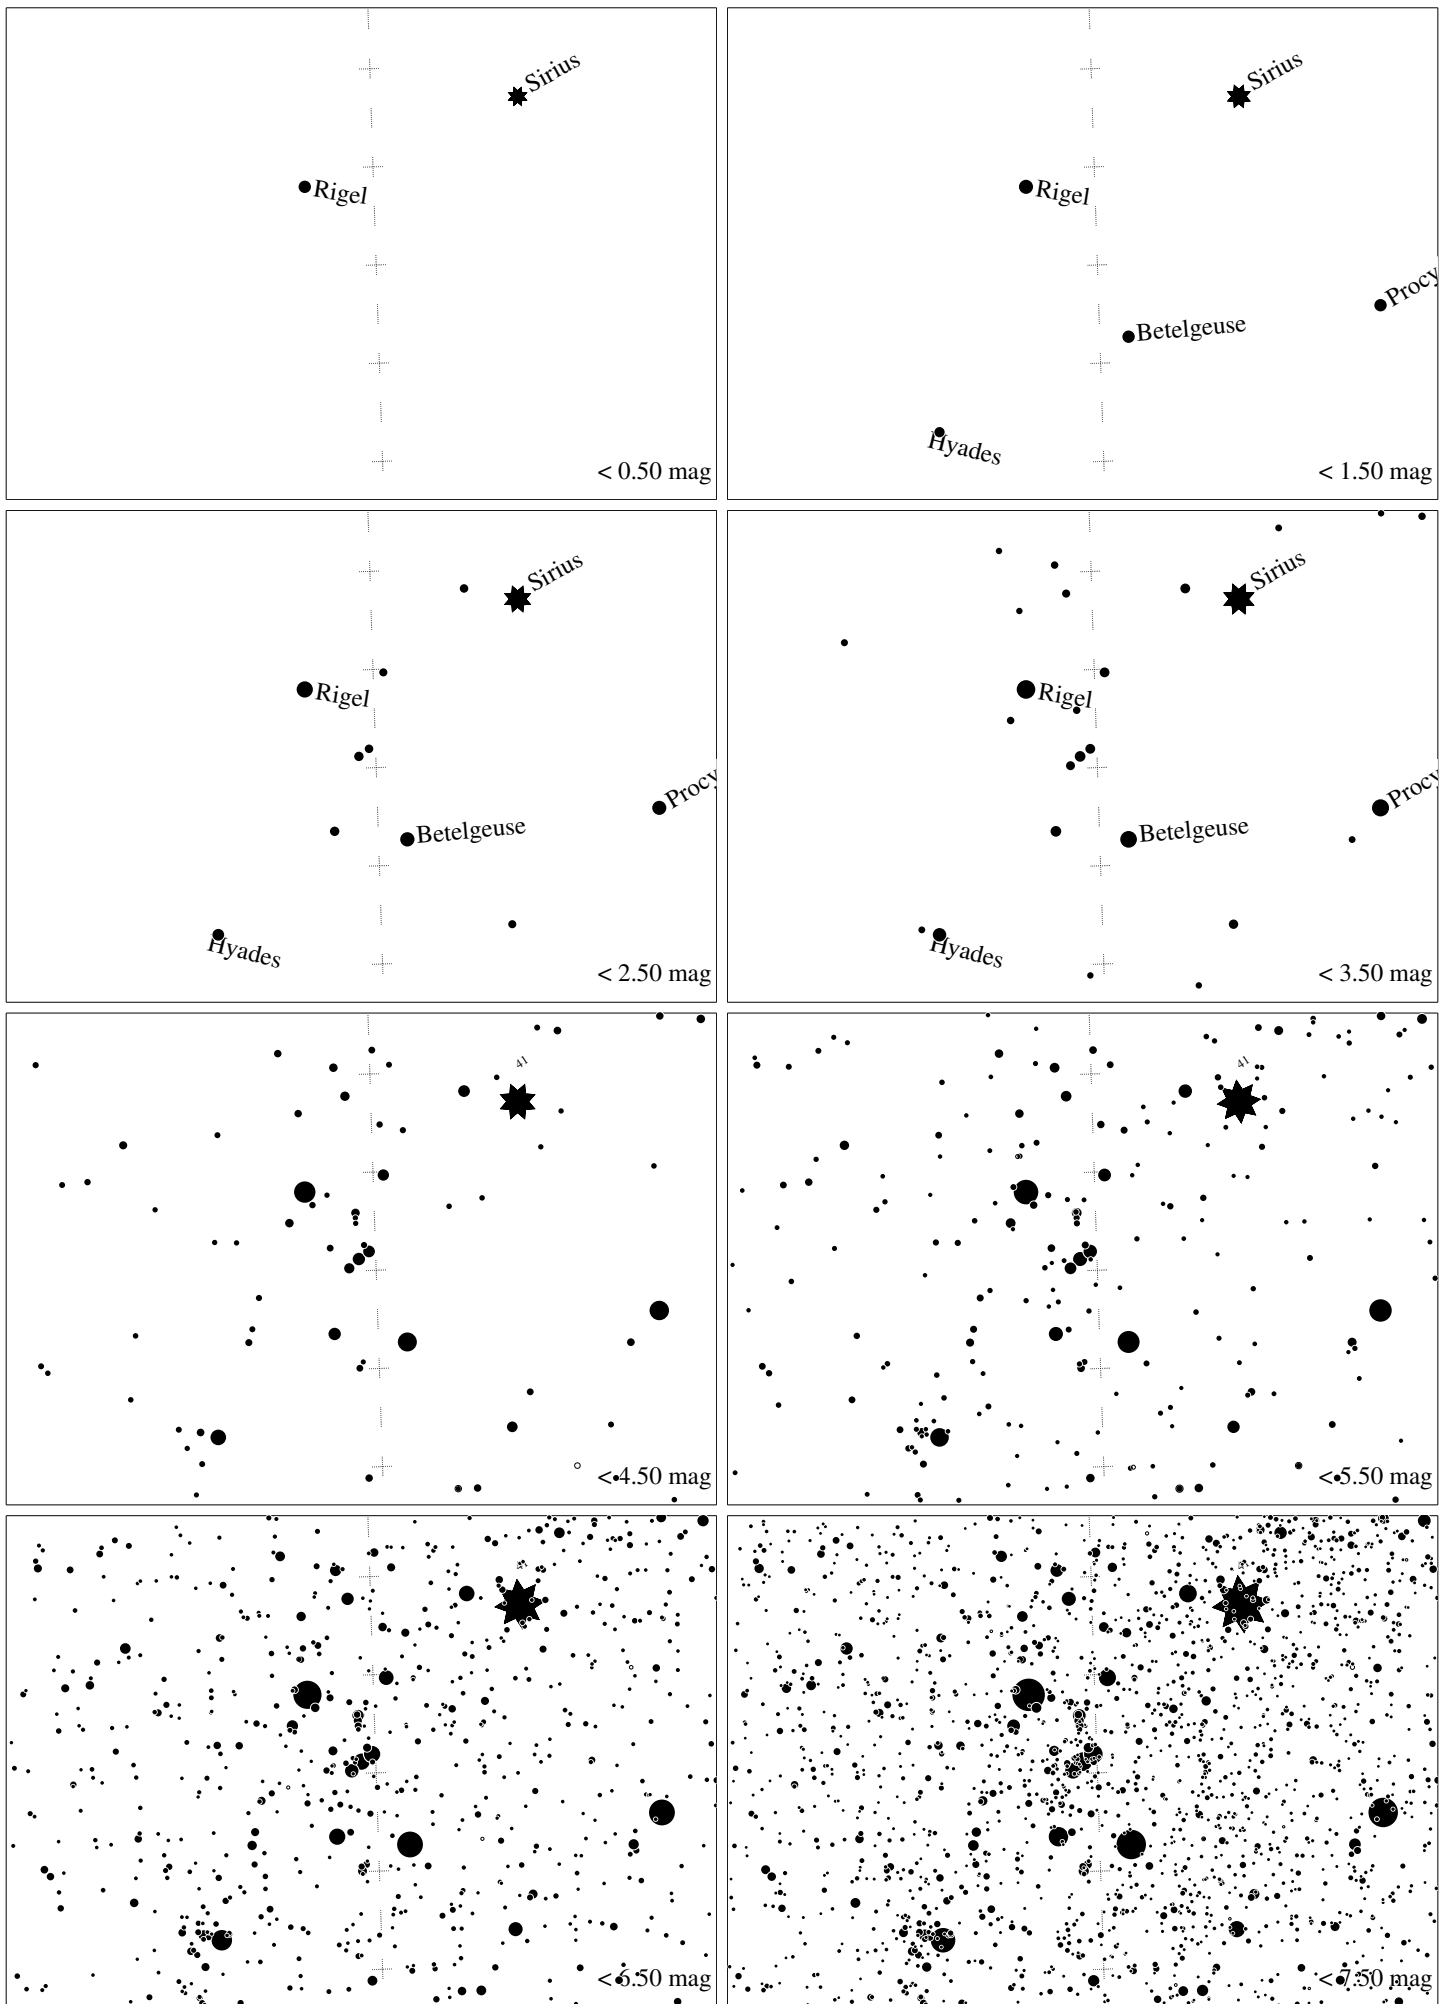 Sirius
Rigel
< 0.50 mag
Sirius
Rigel
Procy
Betelgeuse
Hyades
< 1.50 mag
Sirius
Rigel
Procy
Betelgeuse
Hyades
< 2.50 mag
Sirius
Rigel
Procy
Betelgeuse
Hyades
< 3.50 mag
41
< 4.50 mag
41
< 5.50 mag
< 6.50 mag
< 7.50 mag